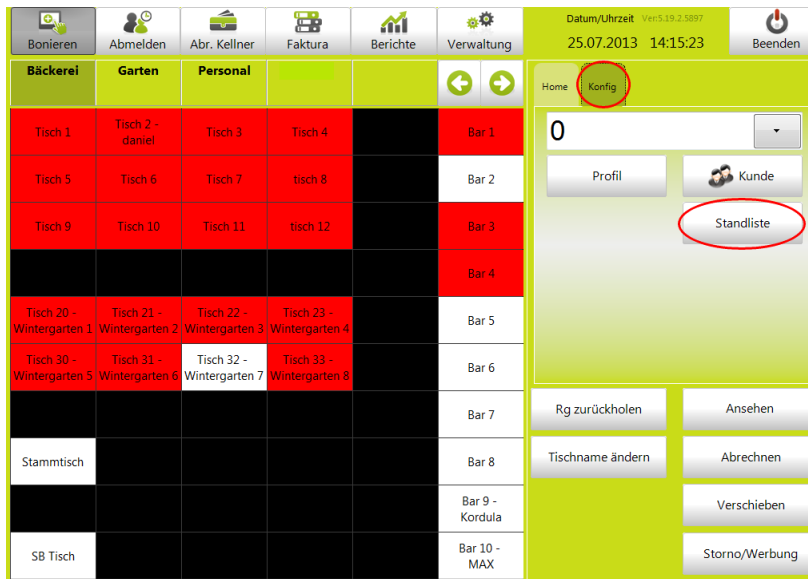 Bonieren
Abmelden
Abr. Kellner
Faktura
Berichte
Verwaltung
Datum/Uhrzeit Ver:5.19.2.5897
25.07.2013 14:15:23
Beenden
Bäckerei
Garten
Personal
Home
Konfig
0
Profil
Kunde
Standliste
Tisch 1
Tisch 2 -
daniel
Tisch 3
Tisch 4
Bar 1
Tisch 5
Tisch 6
Tisch 7
tisch 8
Bar 2
Tisch 9
Tisch 10
Tisch 11
tisch 12
Bar 3
Bar 4
Tisch 20 -
Wintergarten 1
Tisch 21 -
Wintergarten 2
Tisch 22 -
Wintergarten 3
Tisch 23 -
Wintergarten 4
Bar 5
Tisch 30 -
Wintergarten 5
Tisch 31 -
Wintergarten 6
Tisch 32 -
Wintergarten 7
Tisch 33 -
Wintergarten 8
Bar 6
Bar 7
Stammtisch
Bar 8
Bar 9 -
Kordula
SB Tisch
Bar 10 -
MAX
Rg zurückholen
Ansehen
Tischname ändern
Abrechnen
Verschieben
Storno/Werbung